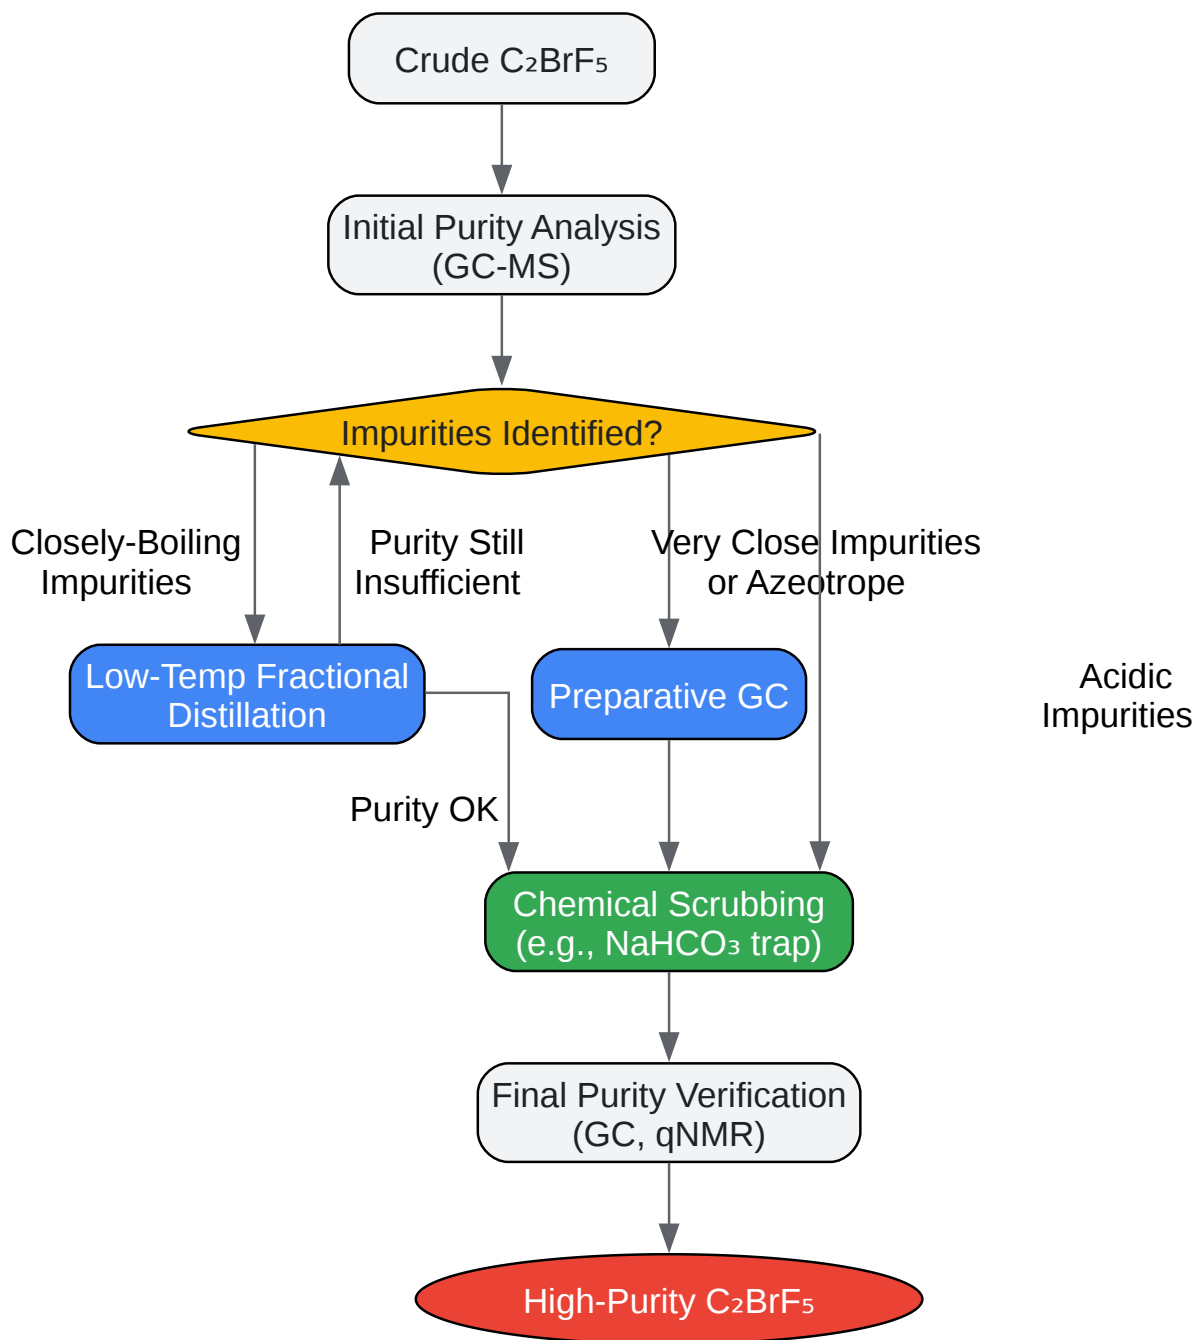 Crude C₂BrF₅
Initial Purity Analysis
(GC-MS)
Impurities Identified?
Closely-Boiling
Impurities
Purity Still
Insufficient
Very Close Impurities
or Azeotrope
Low-Temp Fractional
Distillation
Preparative GC
Acidic
Impurities
Purity OK
Chemical Scrubbing
(e.g., NaHCO₃ trap)
Final Purity Verification
(GC, qNMR)
High-Purity C₂BrF₅